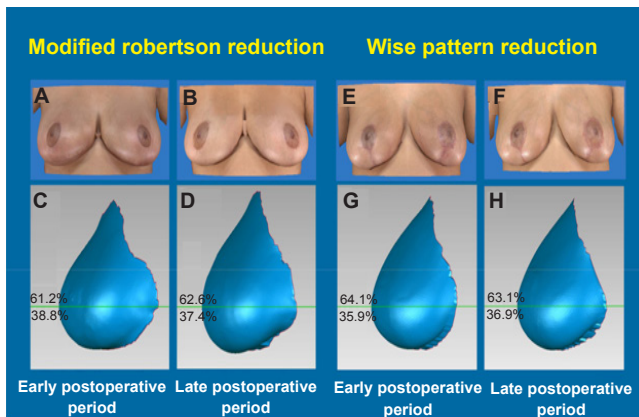 Modified robertson reduction
Wise pattern reduction
A
B
E
F
C
D
G
H
61.2%
38.8%
62.6%
37.4%
64.1%
35.9%
63.1%
36.9%
Early postoperative
period
Late postoperative
period
Early postoperative
period
Late postoperative
period